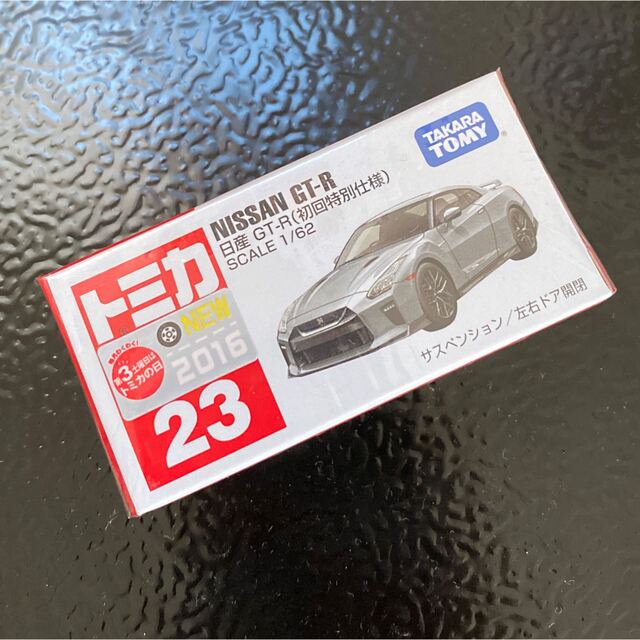 NISSAN GT-R
日産 GT-R(初回特別仕様)
SCALE 1/62
TAKARA
TOMY
トミカ
NEW
2016
第3土曜日は
トミカの日
23
サスペンション/左右ドア開閉